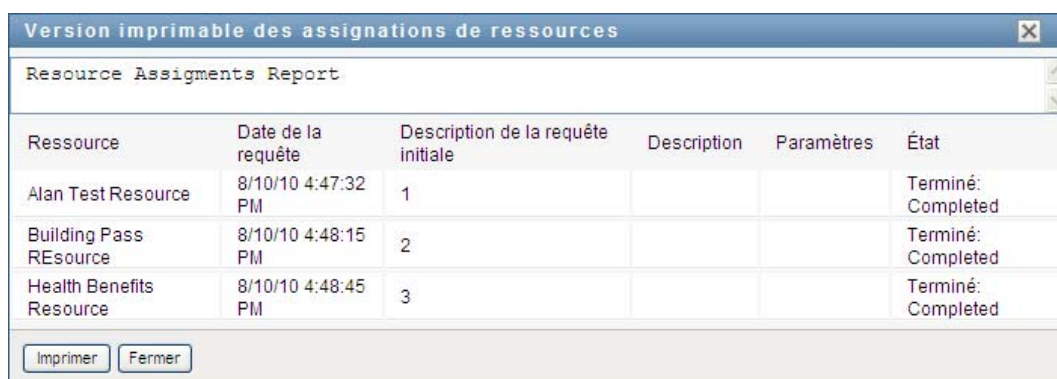 Version imprimable des assignations de ressources
Resource Assigments Report
Ressource Date de la requête Description de la requête initiale Description Paramètres État
Alan Test Resource 8/10/10 4:47:32 PM 1 Terminé: Completed
Building Pass REsource 8/10/10 4:48:15 PM 2 Terminé: Completed
Health Benefits Resource 8/10/10 4:48:45 PM 3 Terminé: Completed
Imprimer Fermer